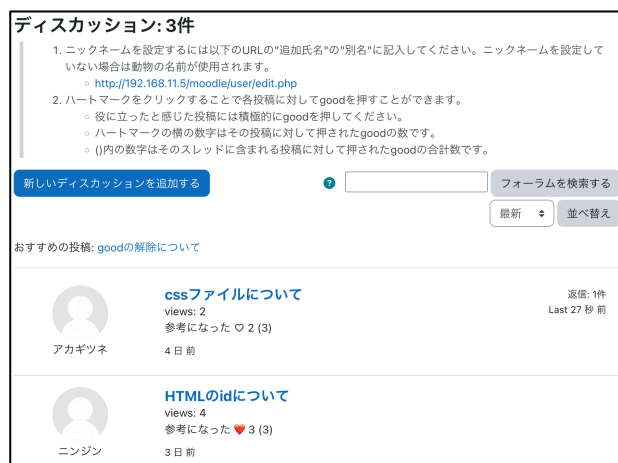 ディスカッション: 3件
1. ニックネームを設定するには以下のURLの"追加氏名"の"別名"に記入してください。ニックネームを設定して
いない場合は動物の名前が使用されます。
◦ http://192.168.11.5/moodle/user/edit.php
2. ハートマークをクリックすることで各投稿に対してgoodを押すことができます。
◦ 役に立ったと感じた投稿には積極的にgoodを押してください。
◦ ハートマークの横の数字はその投稿に対して押されたgoodの数です。
◦ ()内の数字はそのスレッドに含まれる投稿に対して押されたgoodの合計数です。
新しいディスカッションを追加する
? フォーラムを検索する
最新 並べ替え
おすすめの投稿: goodの解除について
cssファイルについて
返信: 1件
views: 2
Last 27 秒 前
参考になった ♡ 2 (3)
アカギツネ
4 日 前
HTMLのidについて
views: 4
参考になった ❤ 3 (3)
ニンジン
3 日 前